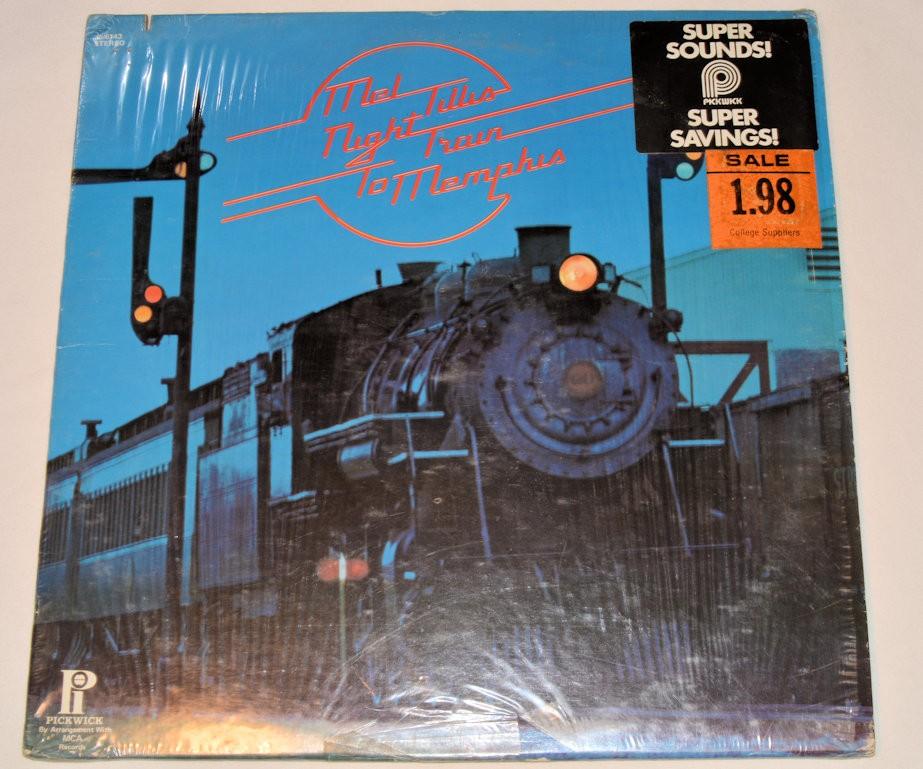 STEREO
Mel Tillis
Night Train
To Memphis
SUPER
SOUNDS!
PICKWICK
SUPER
SAVINGS!
SALE
1.98
College Suppliers
PICKWICK
By Arrangement With
MCA
Records